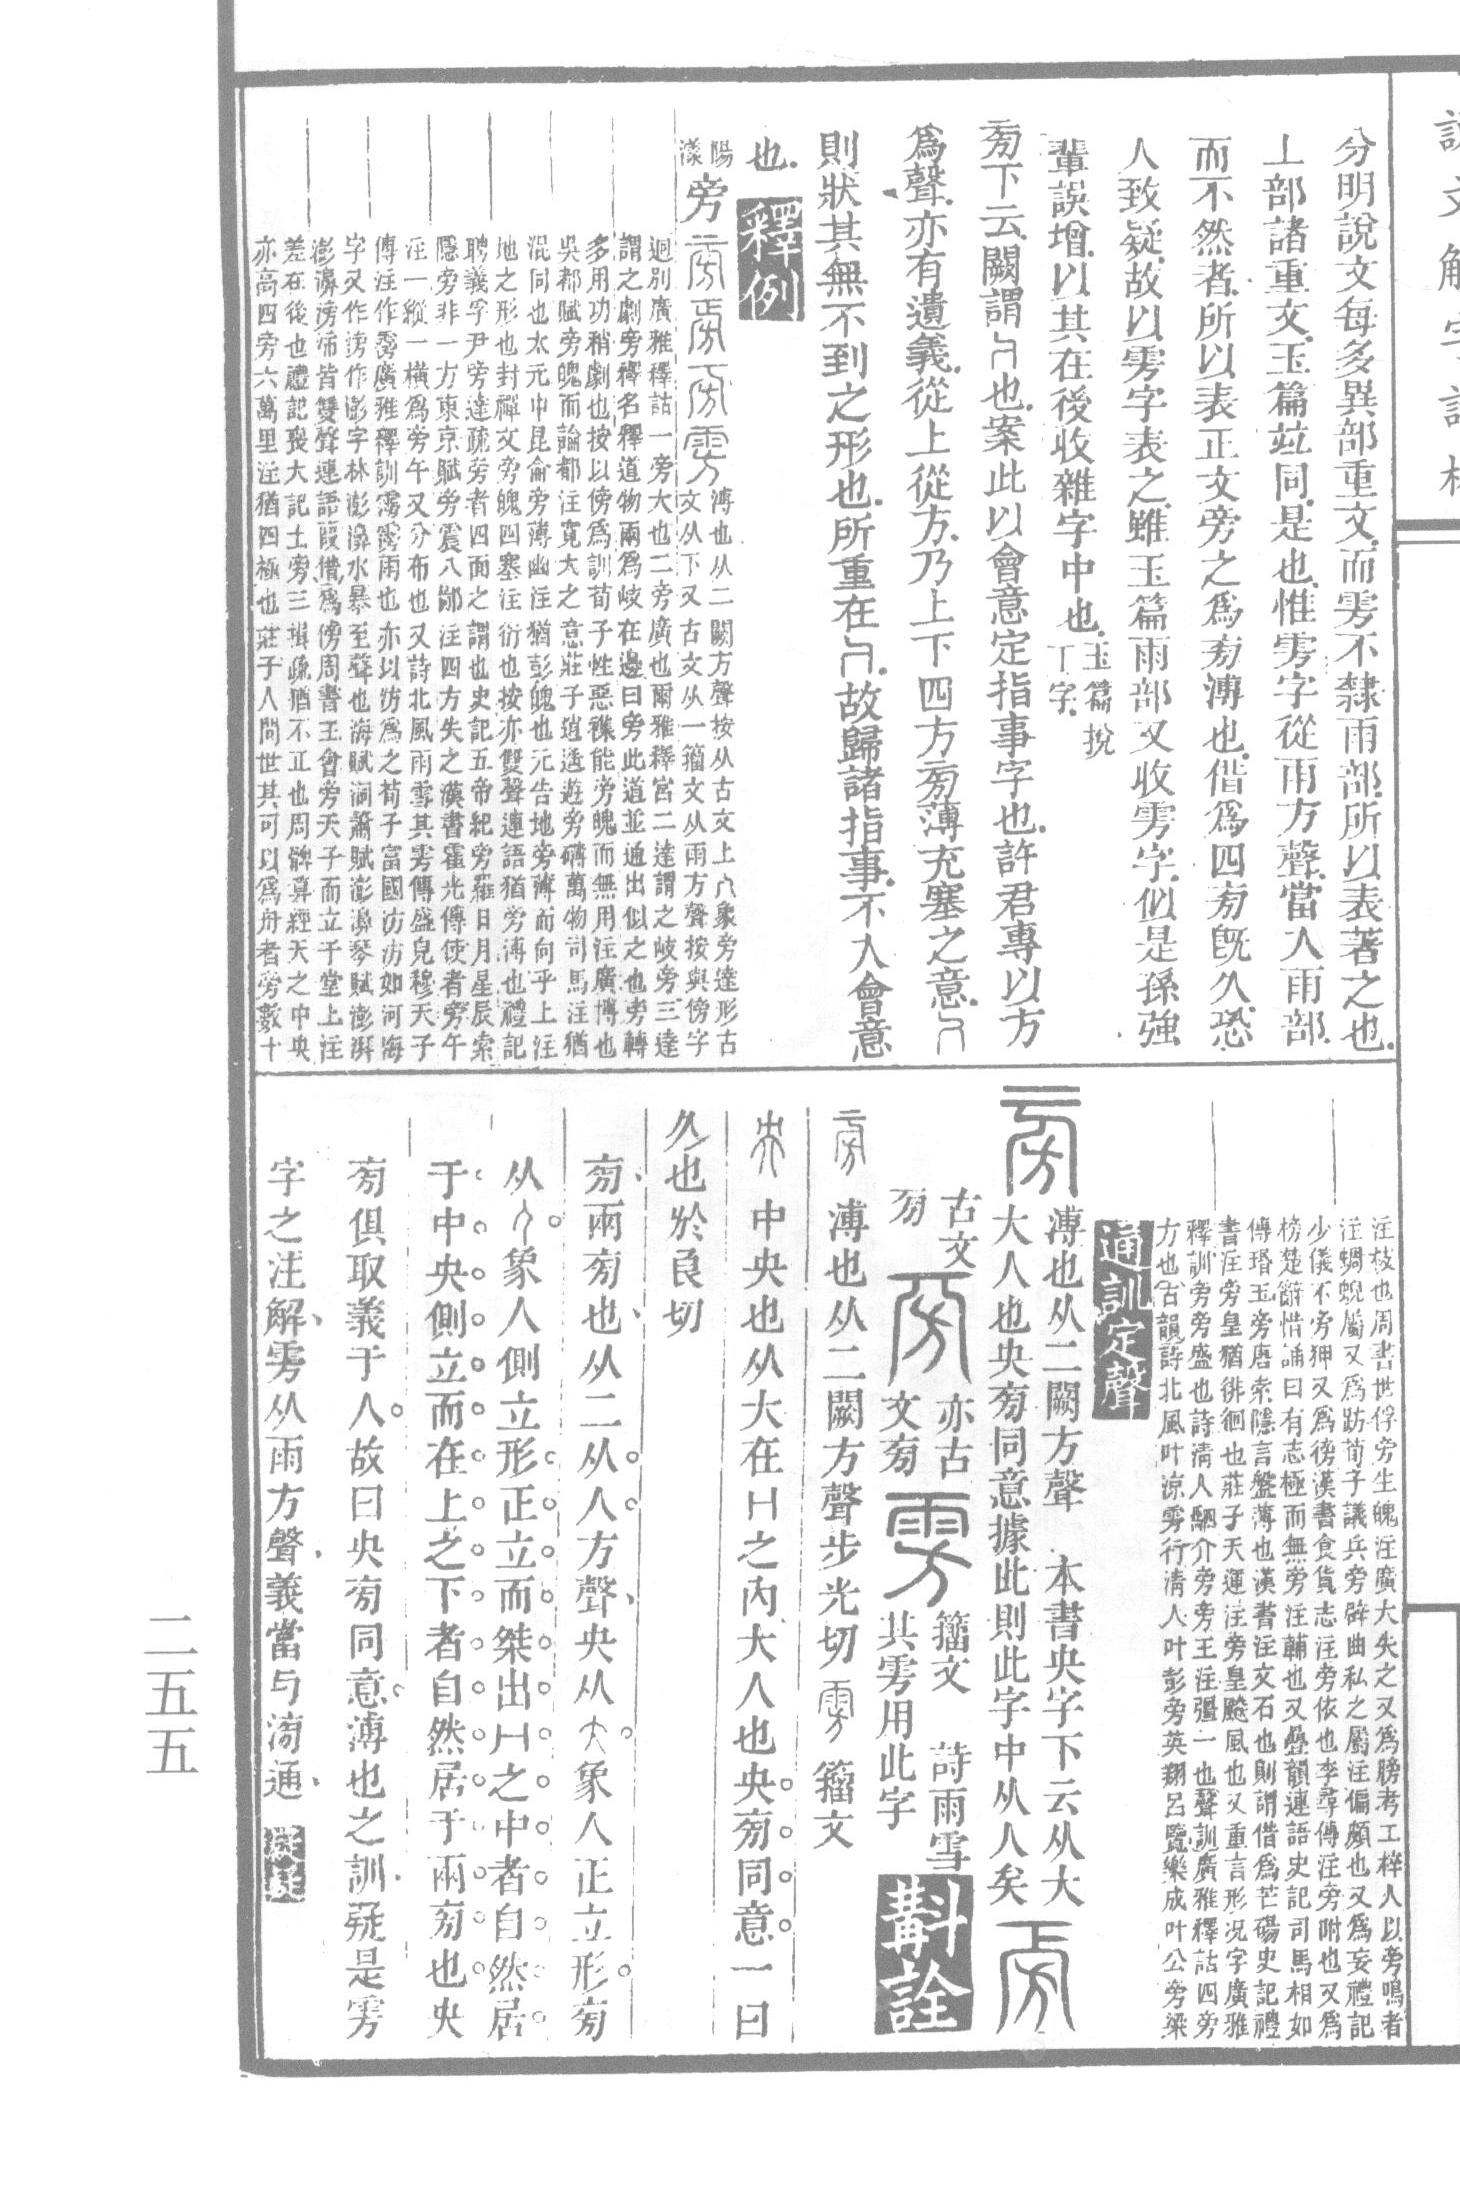 說文解字詁林
分明說文每多異部重文而雱不隸雨部所以表著之也
丄部諸重文玉篇竝同是也惟雱字從雨方聲當入雨部
而不然者所以表正文旁之爲㫄溥也借爲四㫄旣久恐
人致疑故以雱字表之雖玉篇雨部又收雱字似是孫強
輩誤增以其在後收雜字中也玉篇挩丅字
㫄下云闕謂也案此以會意定指事字也許君專以方
爲聲亦有遺義從上從方乃上下四方㫄薄充塞之意
則狀其無不到之形也所重在故歸諸指事不入會意
也釋例
陽漾
旁
溥也从二闕方聲按从古文上象旁達形古
文从下又古文从一籀文从雨方聲按與傍字
迥別廣雅釋詁一旁大也二旁廣也爾雅釋宮二達謂之岐旁三達
謂之劇旁釋名釋道物兩爲岐在邊曰旁此道並通出似之也旁轉
多用功稍劇也按以傍爲訓荀子性惡襍能旁魄而無用注廣博也
吳都賦旁魄而論都注寬大之意莊子逍遙遊旁礴萬物司馬注猶
混同也太元中昆侖旁薄幽注猶彭魄也元告地旁薄而向乎上注
地之形也封禪文旁魄四塞注衍也按亦雙聲連語猶旁溥也禮記
聘義孚尹旁達疏旁者四面之謂也史記五帝紀旁羅日月星辰索
隱旁非一方東京賦旁震八鄙注四方失之漢書霍光傳使者旁午
注一縱一橫爲旁午又分布也又詩北風雨雪其雱傳盛皃穆天子
傳注作霶廣雅釋訓霶霶雨也亦以汸爲之荀子富國汸汸如河海
字又作滂作澎字林澎濞水暴至聲也海賦洞簫賦澎濞琴賦澎湃
澎濞滂沛皆雙聲連語叚借爲傍周書王會旁天子而立于堂上注
差在後也禮記喪大記士旁三揖疏猶不正也周髀算經天之中央
亦高四旁六萬里注猶四極也莊子人間世其可以爲舟者旁數十
注枝也周書世俘旁生魄注廣大失之又爲膀考工梓人以旁鳴者
注蜩蜺屬又爲趽荀子議兵旁辟曲私之屬注偏頗也又爲妄禮記
少儀不旁狎又爲徬漢書食貨志注旁依也李尋傳注旁附也又爲
榜楚辭惜誦曰有志極而無旁注輔也又疊韻連語史記司馬相如
傳瑉玉旁唐索隱言盤薄也漢書注文石也則謂借爲芒碭史記禮
書注旁皇猶徘徊也莊子天運注旁皇飈風也又重言形况字廣雅
釋訓旁旁盛也詩淸人駟介旁旁王注彊一也聲訓廣雅釋詁四旁
方也古韻詩北風叶涼雱行淸人叶彭旁英翔呂覽樂成叶公旁梁
通訓定聲
溥也从二闕方聲 本書央字下云从大
大人也央㫄同意據此則此字中从人矣
古文㫄
亦古文㫄
籀文 詩雨雪其雱用此字
斠詮
溥也从二闕方聲步光切 籀文
中央也从大在冂之內大人也央㫄同意一曰
久也於良切
㫄兩㫄也从二从人方聲央从大象人正立形㫄
从象人側立形正立而桀出冂之中者自然居
于中央側立而在上之下者自然居于兩㫄也央
㫄俱取義于人故曰央㫄同意溥也之訓疑是雱
字之注解雱从雨方聲義當与滂通
二五五